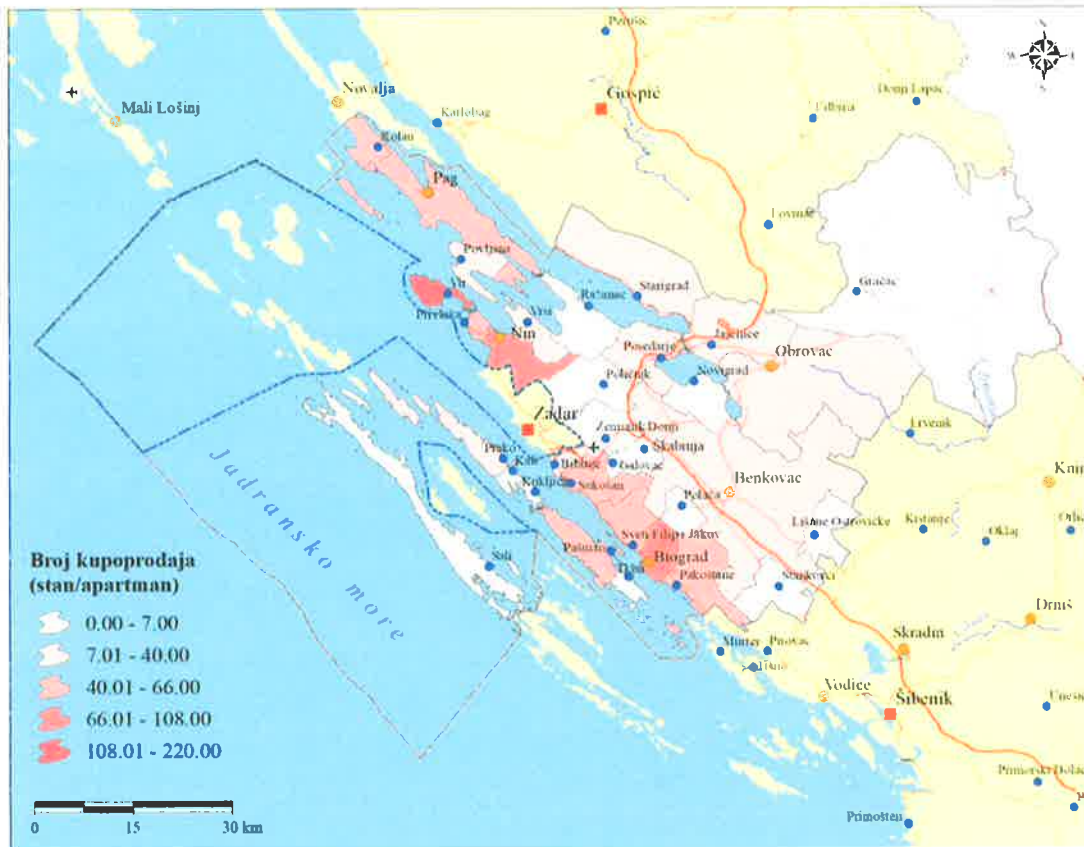 Perušić
Donji Lapac
Udbina
Gospić
Novalja
Mali Lošinj
Karlobag
Kolan
Pag
Lovinac
Povljana
Gračac
Starigrad
Vir
Ražanac
Privlaka
Vrsi
Nin
Jasenice
Posedarje
Obrovac
Novigrad
Poličnik
Zadar
Zemunik Donji
Škabrnja
Preko
Kali
Bibinje
Galovac
Sukošan
Kukljica
Benkovac
Polača
Knin
Lišane Ostrovičke
Kistanje
Oklaj
Sveti Filip i Jakov
Pašman
Biograd
Tkon
Pakoštane
Stankovci
Sali
Jadransko more
Drniš
Murter
Pirovac
Tisno
Skradin
Vodice
Šibenik
Primorski Dolac
Primošten
Broj kupoprodaja
(stan/apartman)
0.00 - 7.00
7.01 - 40.00
40.01 - 66.00
66.01 - 108.00
108.01 - 220.00
0 15 30 km